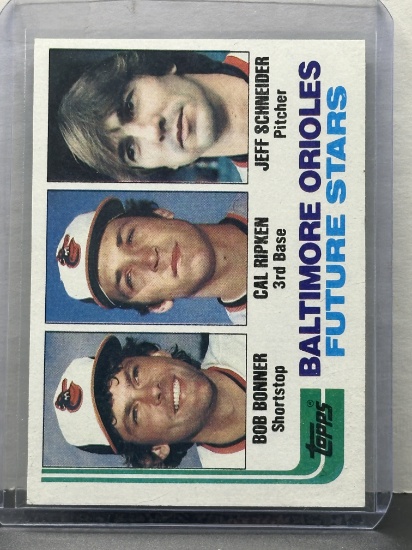 BOB BONNER
Shortstop
CAL RIPKEN
3rd Base
JEFF SCHNEIDER
Pitcher
TOPPS®
BALTIMORE ORIOLES
FUTURE STARS